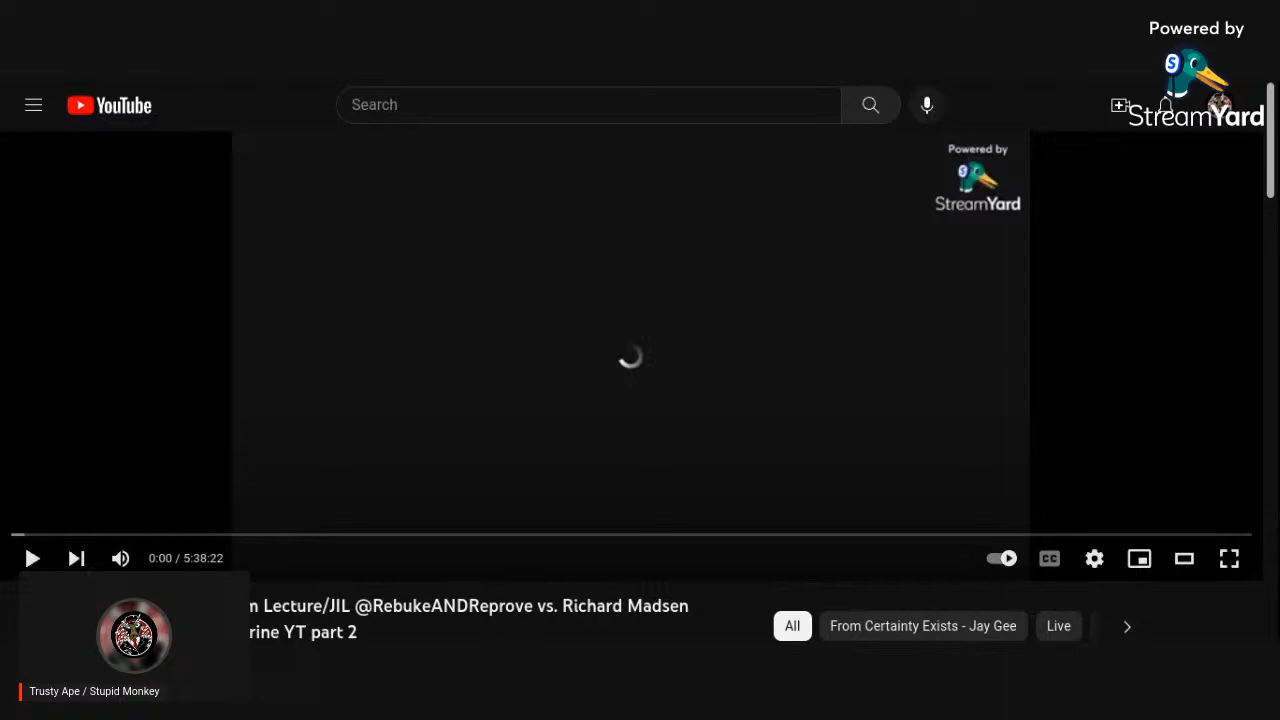 Powered by
StreamYard
YouTube
Search
Powered by
StreamYard
0:00 / 5:38:22
CC
m Lecture/JIL @RebukeANDReprove vs. Richard Madsen
rine YT part 2
All
From Certainty Exists - Jay Gee
Live
Trusty Ape / Stupid Monkey